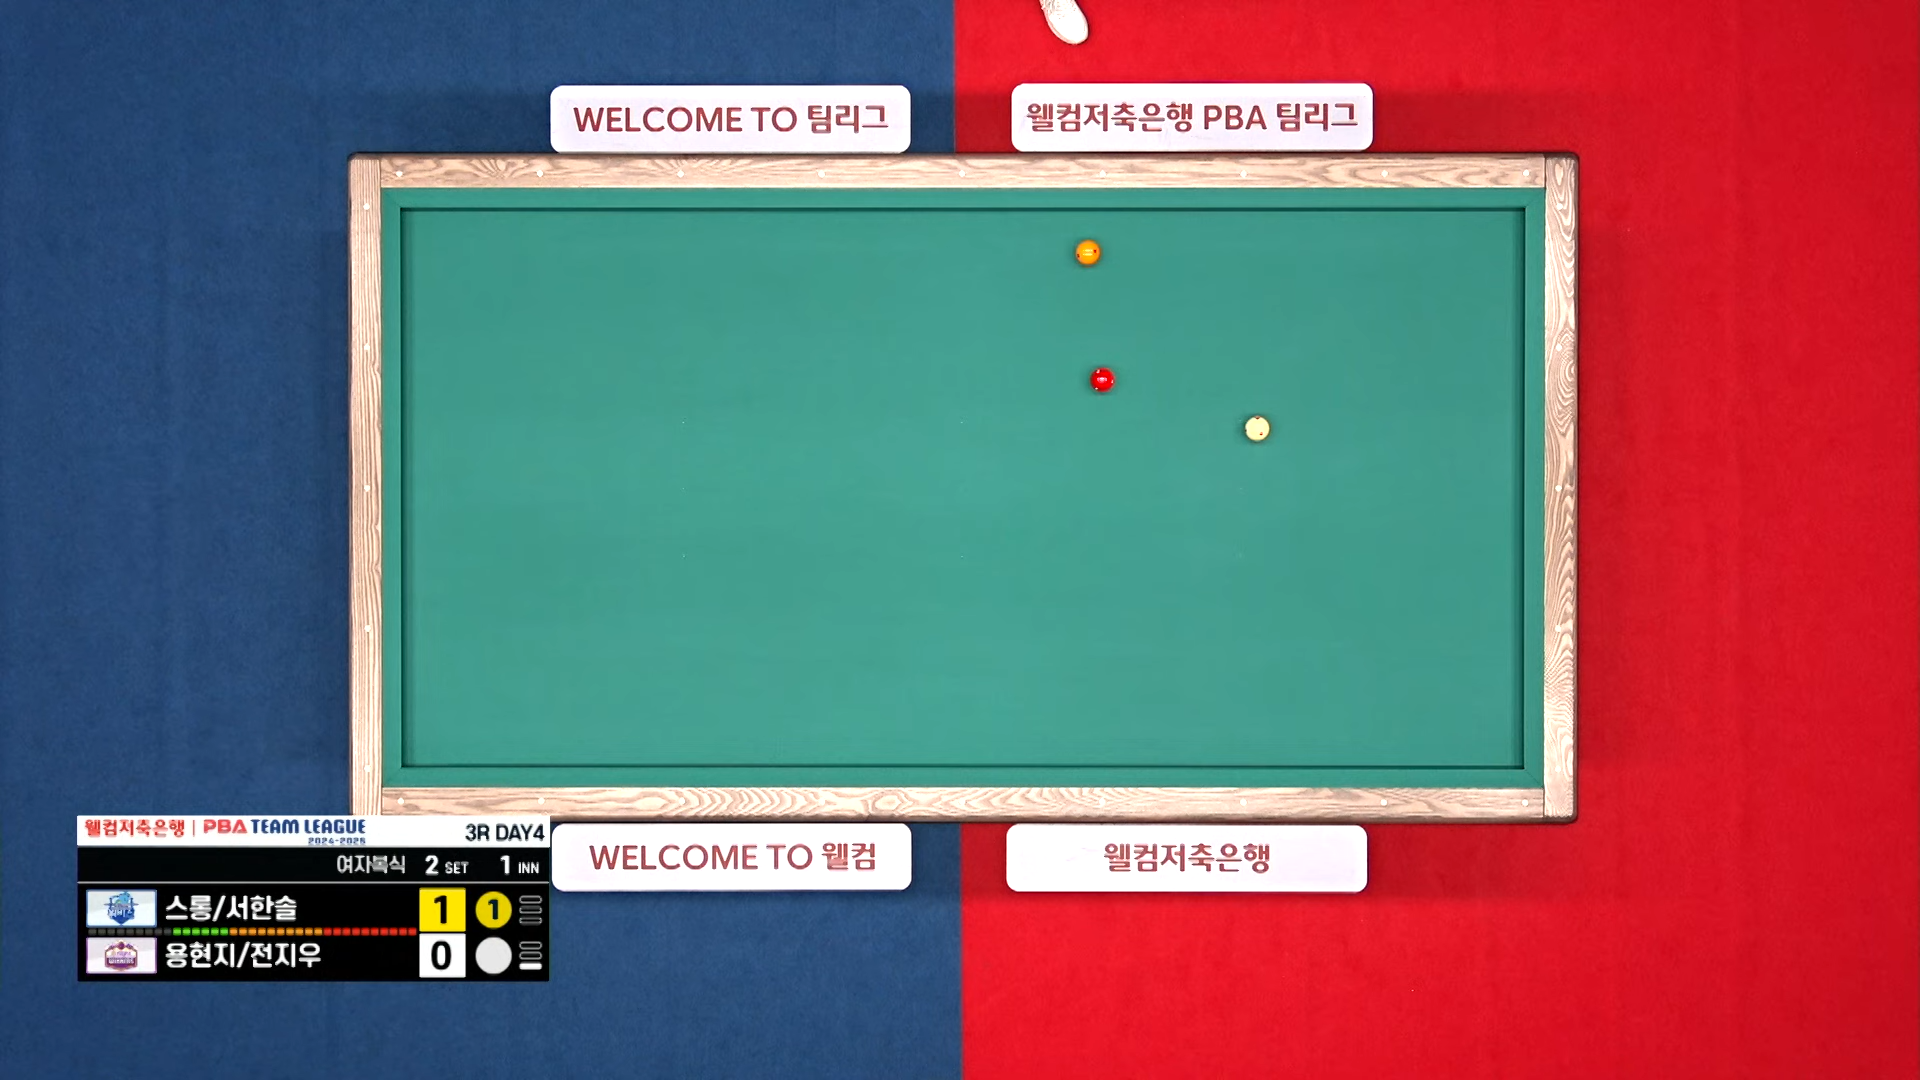 WELCOME TO 팀리그
웰컴저축은행 PBA 팀리그
웰컴저축은행 | PBA TEAM LEAGUE
2024-2025
3R DAY4
여자복식 2 SET 1 INN
스롱/서한솔 1 1
용현지/전지우 0
WELCOME TO 웰컴
웰컴저축은행